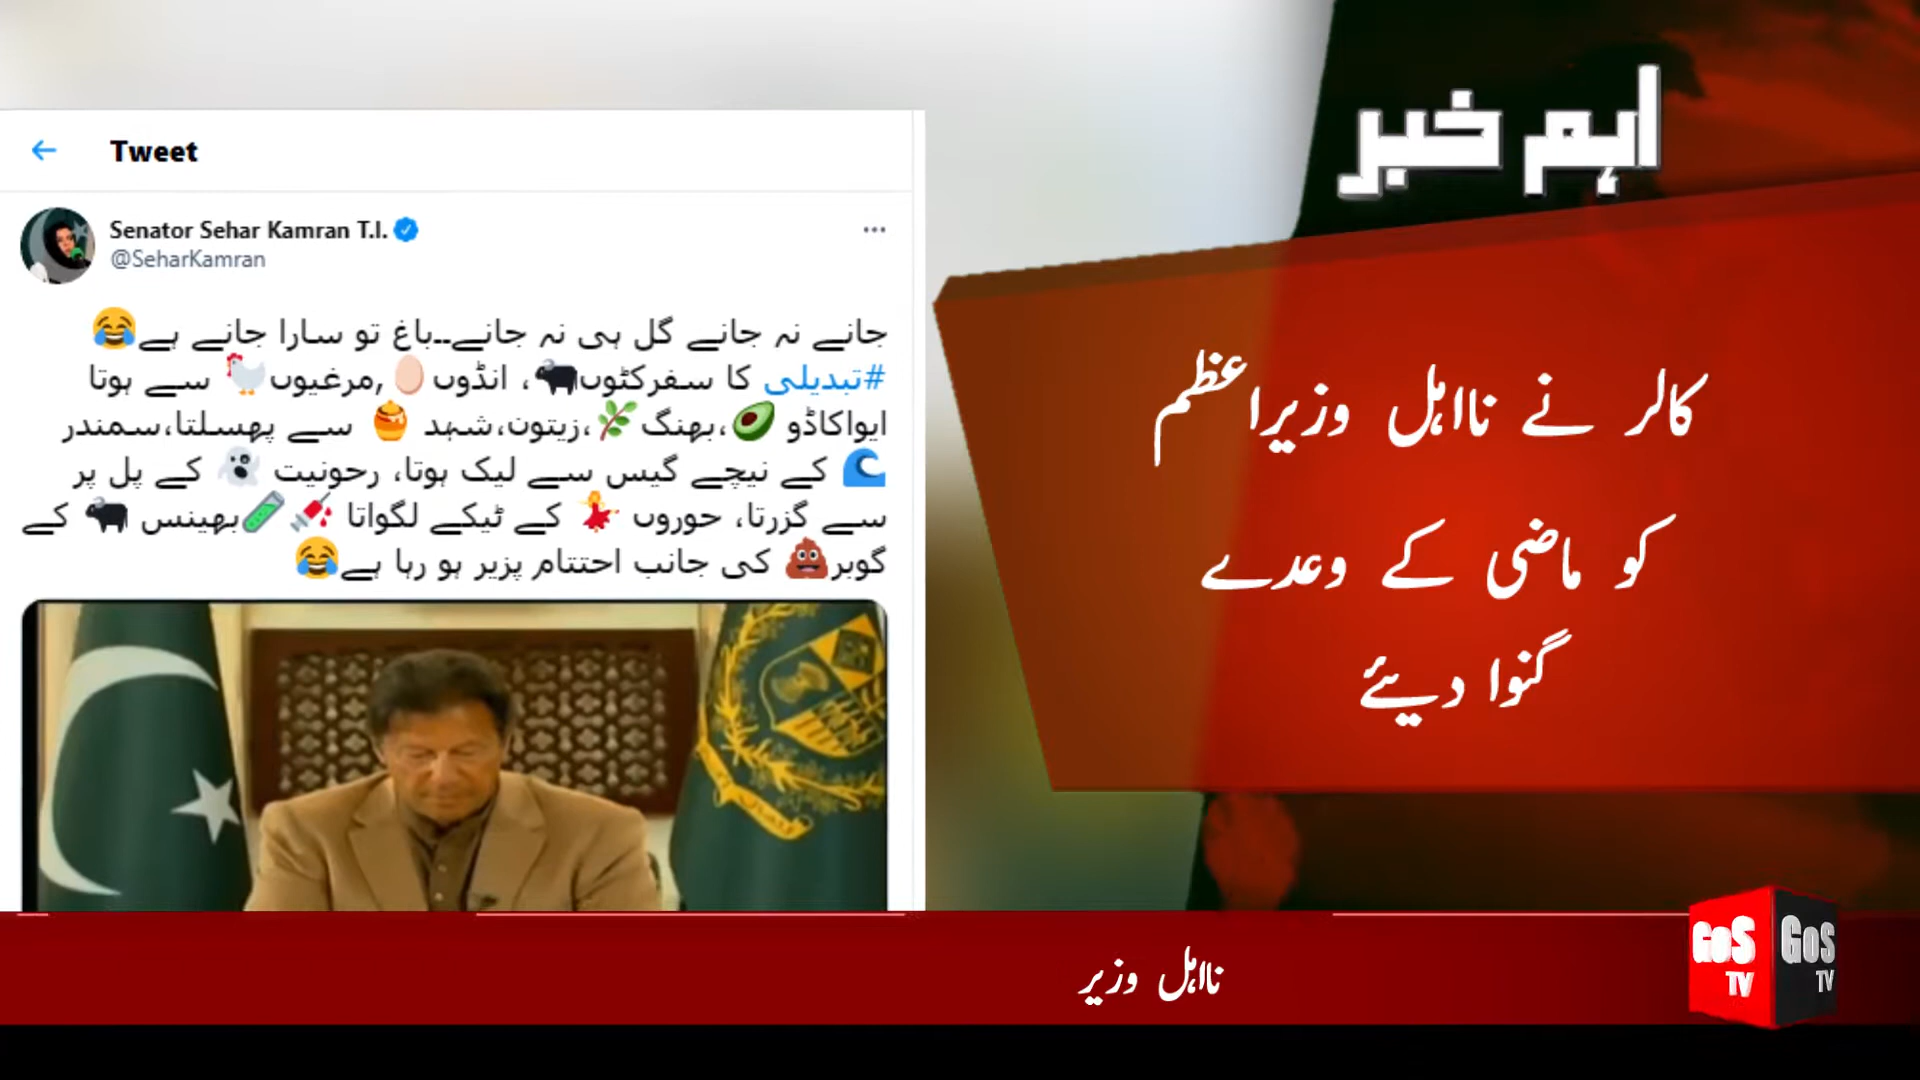 Tweet
Senator Sehar Kamran T.I.
@SeharKamran
جانے نہ جانے گل ہی نہ جانے۔۔باغ تو سارا جانے ہے😂
#تبدیلی کا سفرکٹوں🐃، انڈوں🥚,مرغیوں🐓 سے ہوتا
ایواکاڈو 🥑،بھنگ🌿،زیتون،شہد 🍯 سے پھسلتا،سمندر
🌊 کے نیچے گیس سے لیک ہوتا، رحونیت 👻 کے پل پر
سے گزرتا، حوروں 💃 کے ٹیکے لگواتا 💉🧪بھینس 🐃 کے
گوبر💩 کی جانب احتتام پزیر ہو رہا ہے😂
اہم خبر
کالر نے نااہل وزیراعظم
کو ماضی کے وعدے
گنوا دیئے
نااہل وزیر
GoS TV
GoS TV